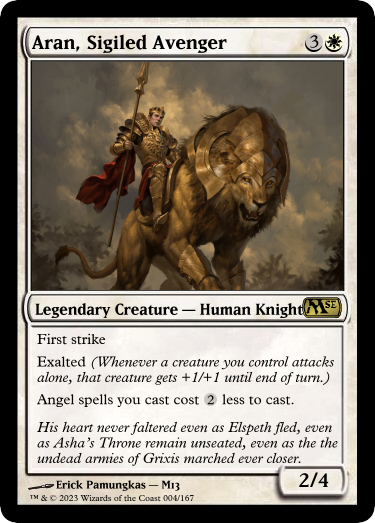 Aran, Sigiled Avenger 3
Legendary Creature — Human Knight M SE
First strike
Exalted (Whenever a creature you control attacks
alone, that creature gets +1/+1 until end of turn.)
Angel spells you cast cost 2 less to cast.
His heart never faltered even as Elspeth fled, even
as Asha's Throne remain unseated, even as the the
undead armies of Grixis marched ever closer.
2/4
Erick Pamungkas — M13
™ & © 2023 Wizards of the Coast 004/167